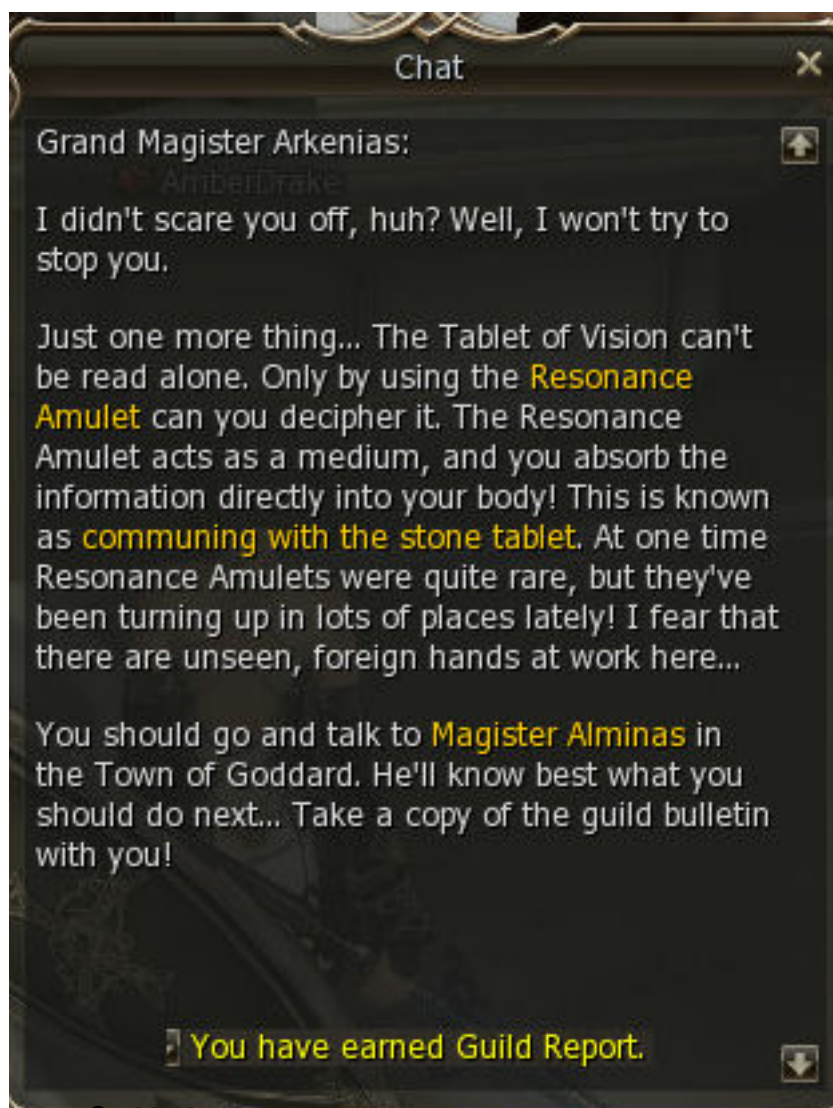 Chat
Grand Magister Arkenias:
AmberDrake
I didn't scare you off, huh? Well, I won't try to
stop you.
Just one more thing... The Tablet of Vision can't
be read alone. Only by using the Resonance
Amulet can you decipher it. The Resonance
Amulet acts as a medium, and you absorb the
information directly into your body! This is known
as communing with the stone tablet. At one time
Resonance Amulets were quite rare, but they've
been turning up in lots of places lately! I fear that
there are unseen, foreign hands at work here...
You should go and talk to Magister Alminas in
the Town of Goddard. He'll know best what you
should do next... Take a copy of the guild bulletin
with you!
You have earned Guild Report.